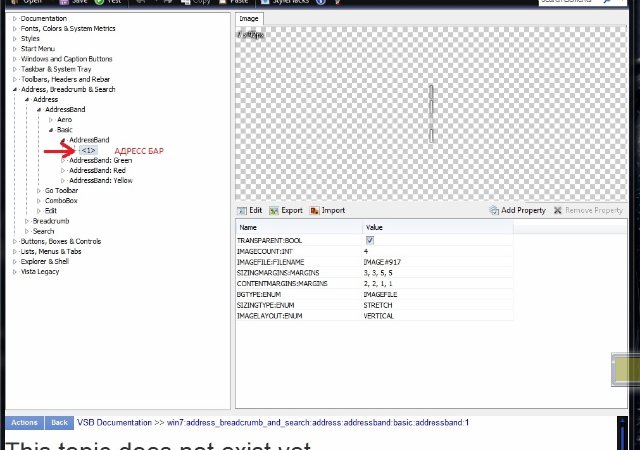 Open Save Test Copy Paste StyleHacks Search Elements
Documentation
Fonts, Colors & System Metrics
Styles
Start Menu
Windows and Caption Buttons
Taskbar & System Tray
Toolbars, Headers and Rebar
Address, Breadcrumb & Search
Address
AddressBand
Aero
Basic
AddressBand
<1> АДРЕСС БАР
AddressBand: Green
AddressBand: Red
AddressBand: Yellow
Go Toolbar
ComboBox
Edit
Breadcrumb
Search
Buttons, Boxes & Controls
Lists, Menus & Tabs
Explorer & Shell
Vista Legacy
Image
Edit Export Import Add Property Remove Property
Name Value
TRANSPARENT:BOOL
IMAGECOUNT:INT 4
IMAGEFILE:FILENAME IMAGE#917
SIZINGMARGINS:MARGINS 3, 3, 5, 5
CONTENTMARGINS:MARGINS 2, 2, 1, 1
BGTYPE:ENUM IMAGEFILE
SIZINGTYPE:ENUM STRETCH
IMAGELAYOUT:ENUM VERTICAL
Actions Back VSB Documentation >> win7:address_breadcrumb_and_search:address:addressband:basic:addressband:1
This topic does not exist yet